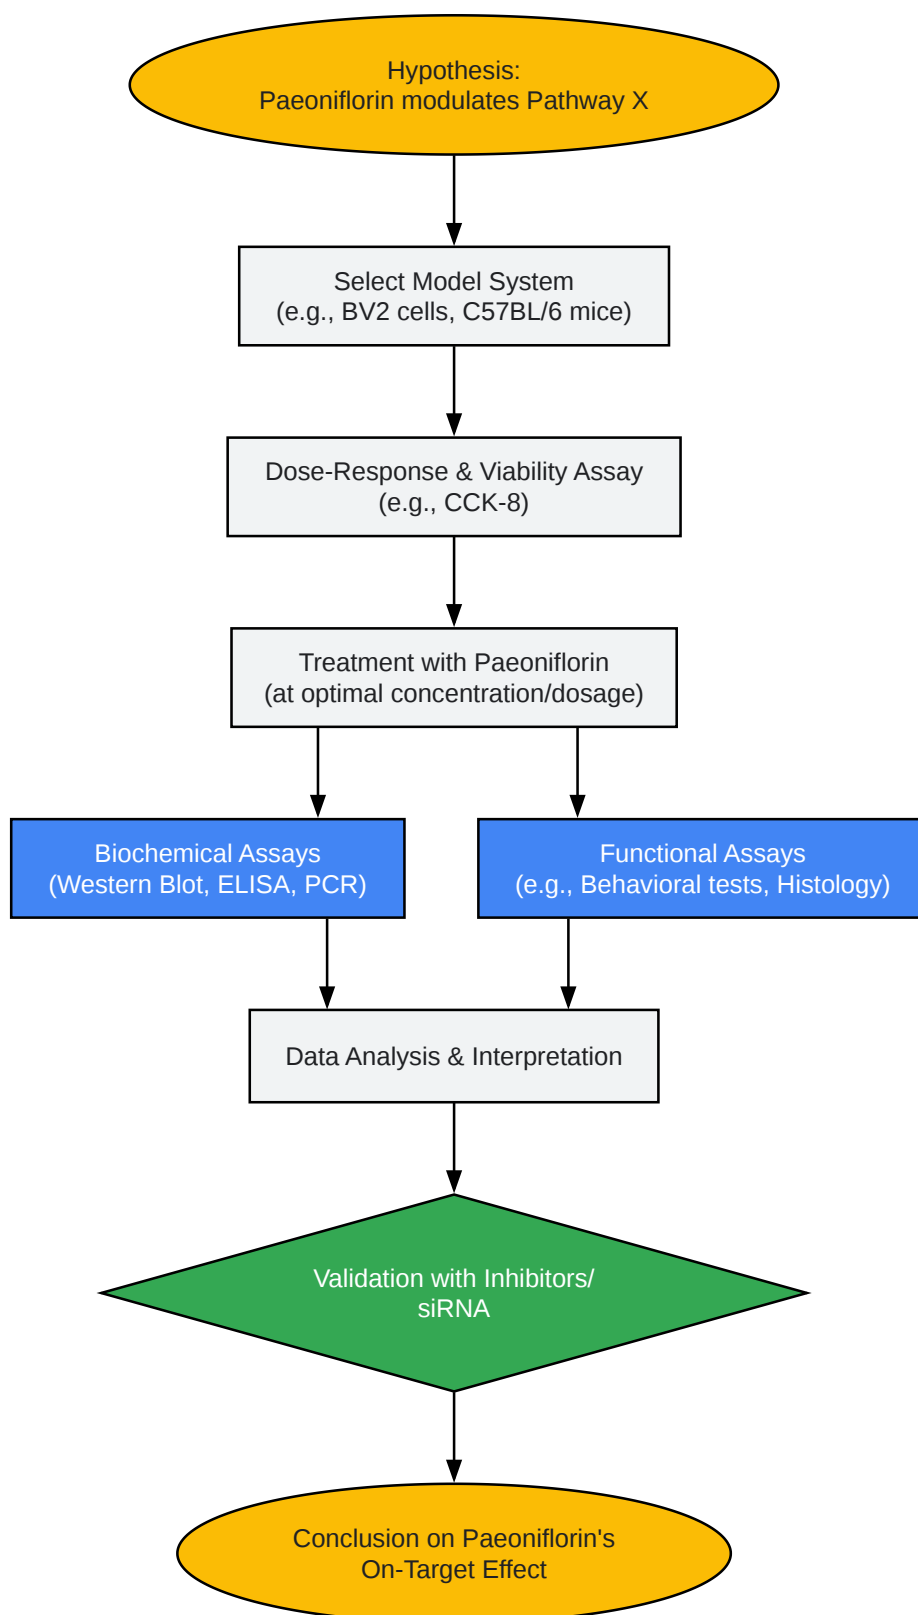 Hypothesis:
Paeoniflorin modulates Pathway X
Select Model System
(e.g., BV2 cells, C57BL/6 mice)
Dose-Response & Viability Assay
(e.g., CCK-8)
Treatment with Paeoniflorin
(at optimal concentration/dosage)
Biochemical Assays
(Western Blot, ELISA, PCR)
Functional Assays
(e.g., Behavioral tests, Histology)
Data Analysis & Interpretation
Validation with Inhibitors/
siRNA
Conclusion on Paeoniflorin's
On-Target Effect